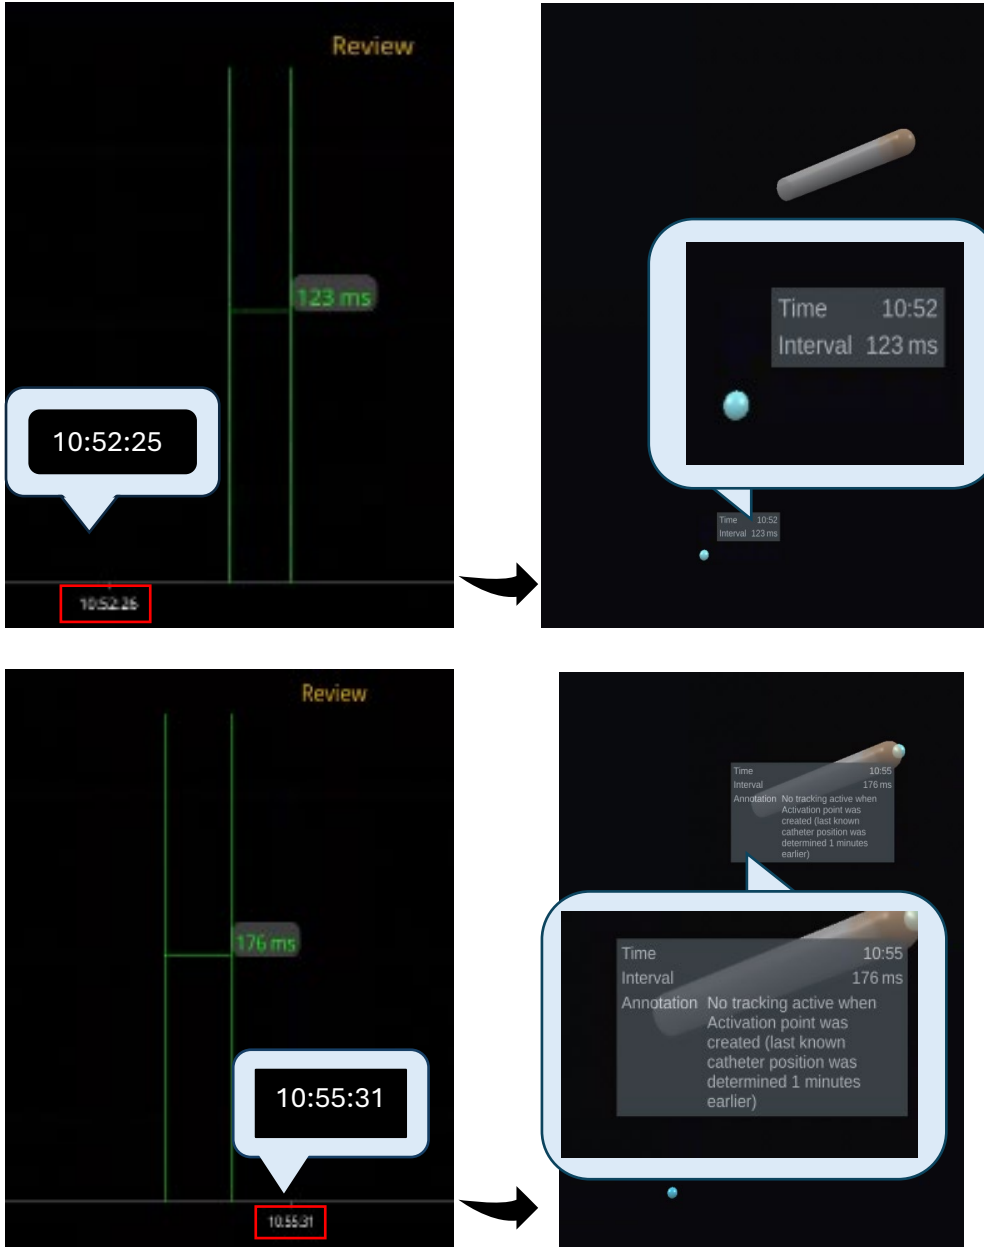 Review
123 ms
10:52:25
10:52:26
Time 10:52
Interval 123 ms
Time 10:52
Interval 123 ms
Review
176 ms
10:55:31
10:55:31
Time 10:55
Interval 176 ms
Annotation No tracking active when
Activation point was
created (last known
catheter position was
determined 1 minutes
earlier)
Time 10:55
Interval 176 ms
Annotation No tracking active when
Activation point was
created (last known
catheter position was
determined 1 minutes
earlier)